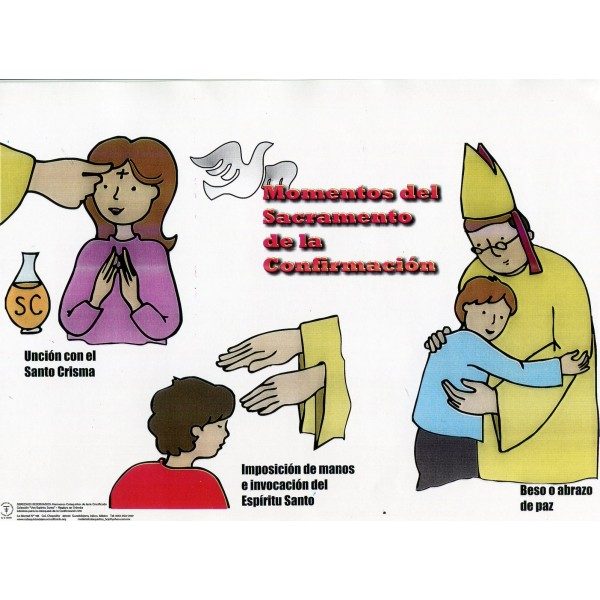 Momentos del
Sacramento
de la
Confirmación
SC
Unción con el
Santo Crisma
Imposición de manos
e invocación del
Espíritu Santo
Beso o abrazo
de paz